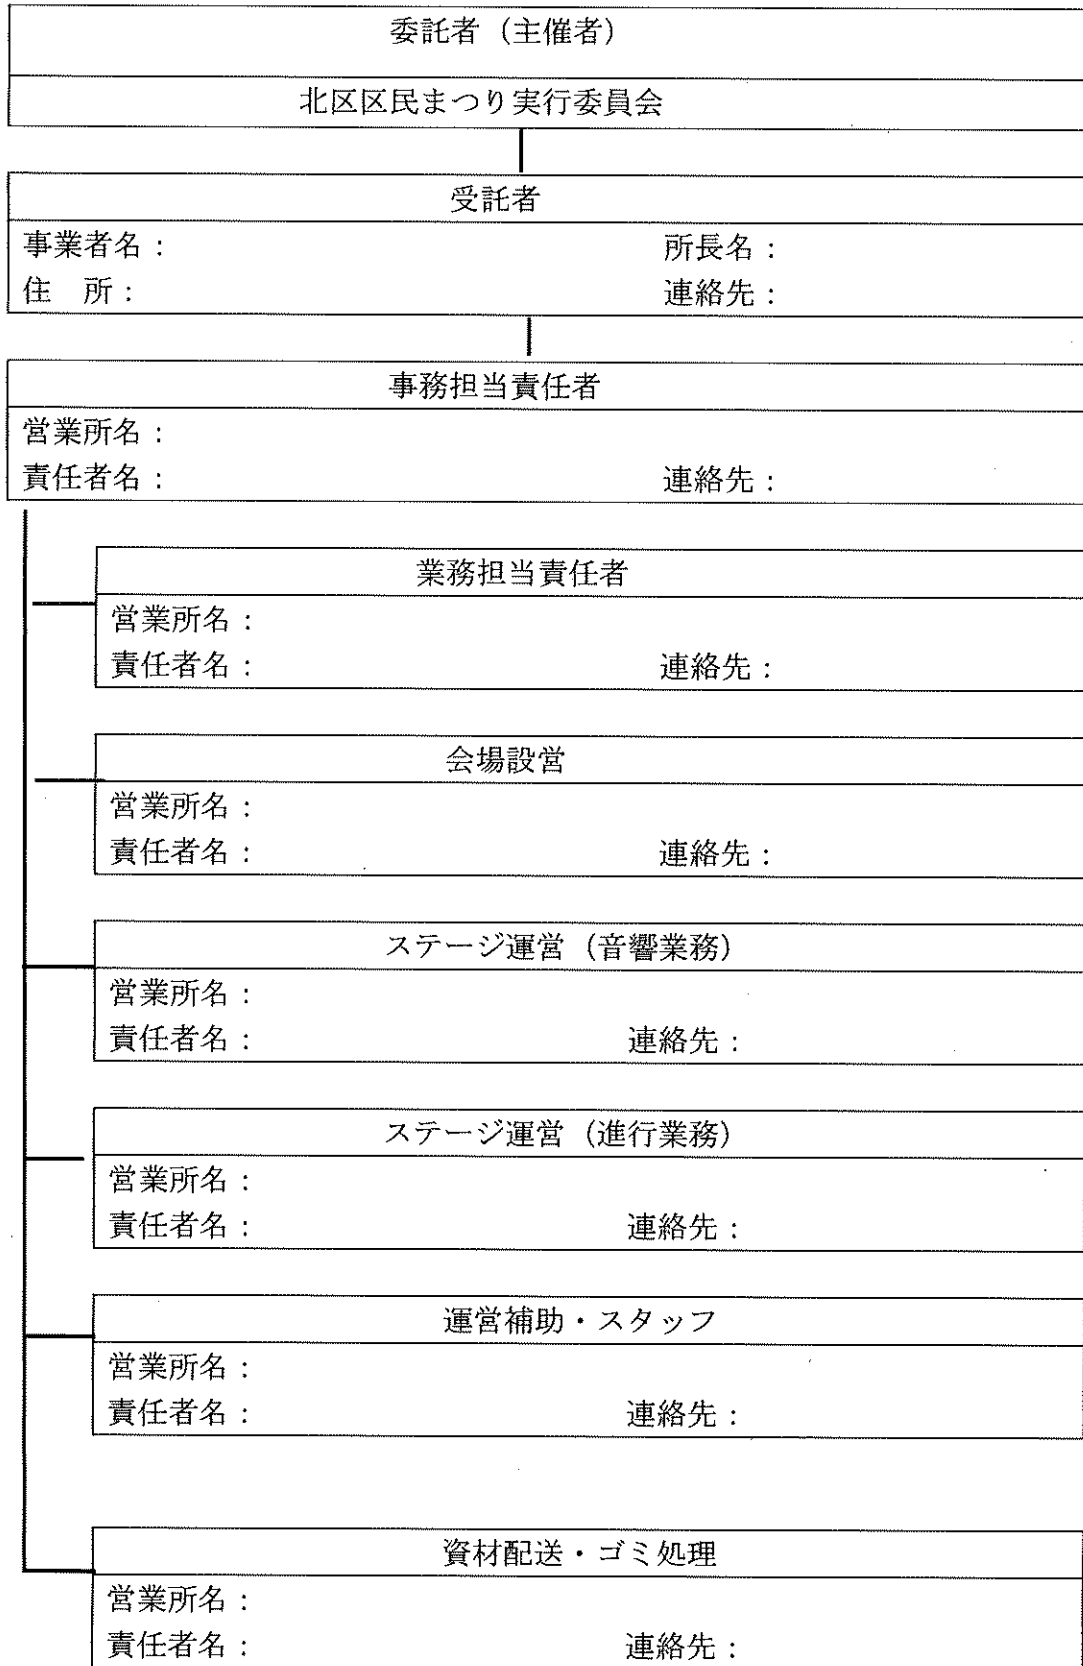 委託者（主催者）
北区区民まつり実行委員会
受託者
事業者名： 所長名：
住　所： 連絡先：
事務担当責任者
営業所名：
責任者名： 連絡先：
業務担当責任者
営業所名：
責任者名： 連絡先：
会場設営
営業所名：
責任者名： 連絡先：
ステージ運営（音響業務）
営業所名：
責任者名： 連絡先：
ステージ運営（進行業務）
営業所名：
責任者名： 連絡先：
運営補助・スタッフ
営業所名：
責任者名： 連絡先：
資材配送・ゴミ処理
営業所名：
責任者名： 連絡先：